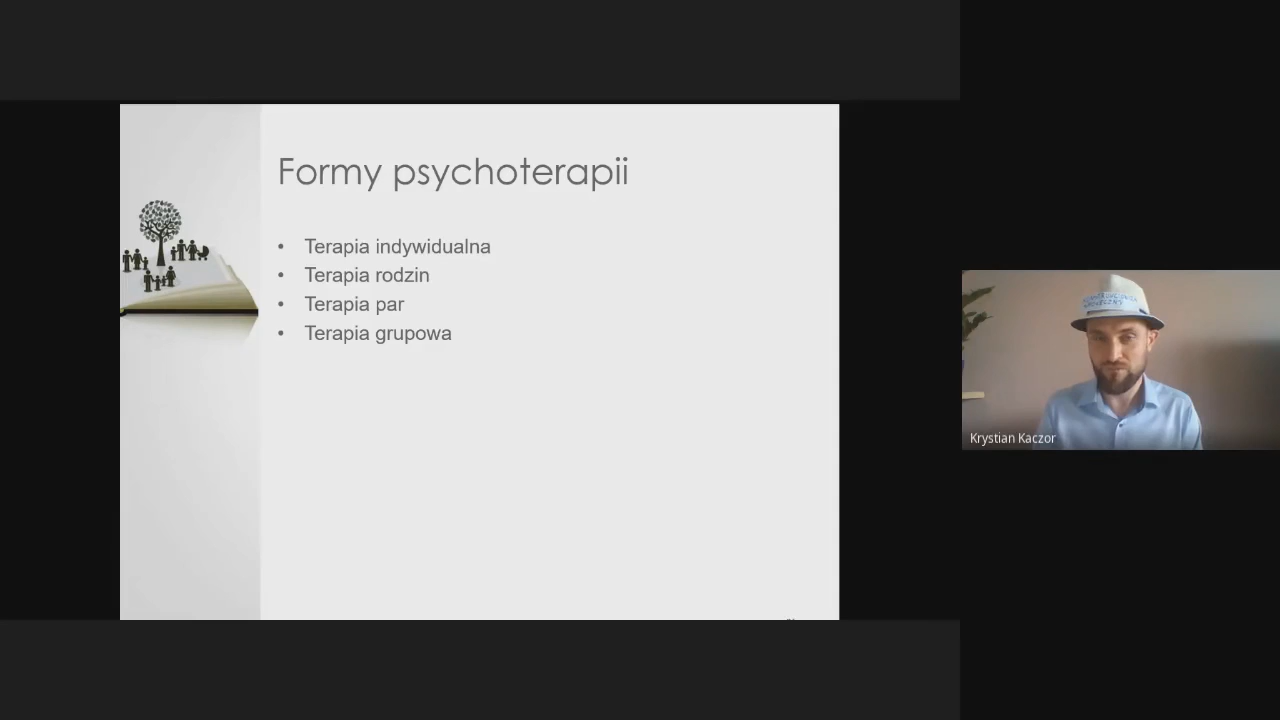 Formy psychoterapii
• Terapia indywidualna
• Terapia rodzin
• Terapia par
• Terapia grupowa
Krystian Kaczor